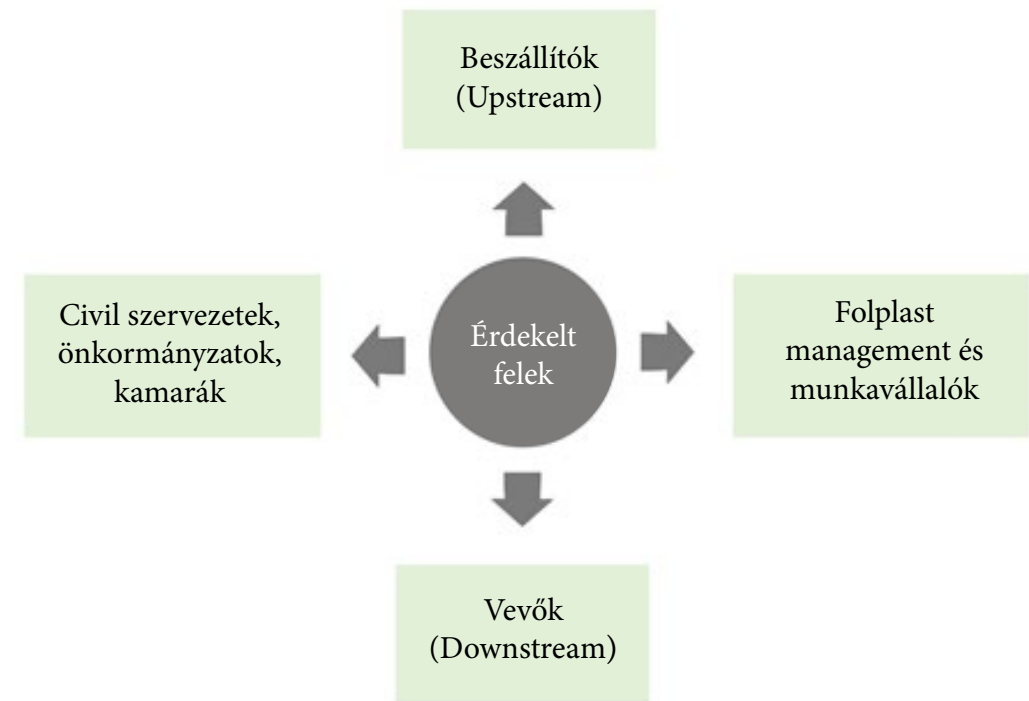 Beszállítók
(Upstream)
Civil szervezetek,
önkormányzatok,
kamarák
Érdekelt
felek
Folplast
management és
munkavállalók
Vevők
(Downstream)